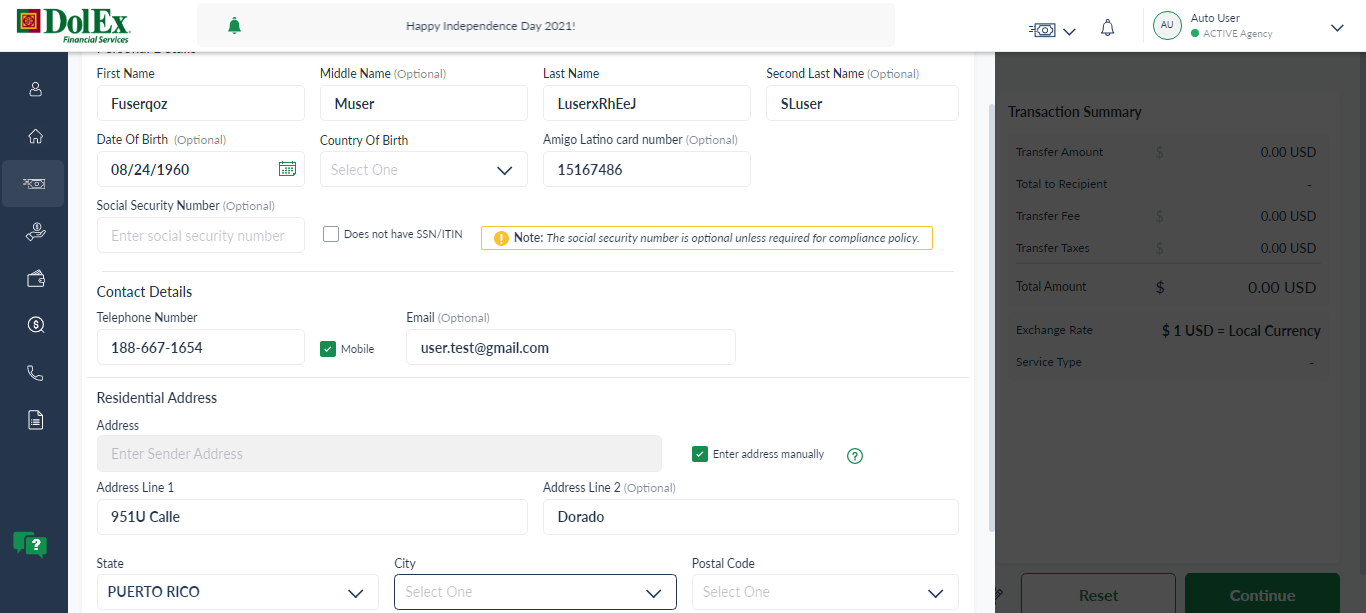 DolEx
Financial Services
Happy Independence Day 2021!
AU
Auto User
ACTIVE Agency
Personal Details
First Name
Middle Name (Optional)
Last Name
Second Last Name (Optional)
Fuserqoz
Muser
LuserxRhEeJ
SLuser
Date Of Birth (Optional)
Country Of Birth
Amigo Latino card number (Optional)
08/24/1960
Select One
15167486
Social Security Number (Optional)
Enter social security number
Does not have SSN/ITIN
! Note: The social security number is optional unless required for compliance policy.
Contact Details
Telephone Number
Email (Optional)
188-667-1654
Mobile
user.test@gmail.com
Residential Address
Address
Enter Sender Address
Enter address manually
?
Address Line 1
Address Line 2 (Optional)
951U Calle
Dorado
State
City
Postal Code
PUERTO RICO
Select One
Select One
Transaction Summary
Transfer Amount $ 0.00 USD
Total to Recipient -
Transfer Fee $ 0.00 USD
Transfer Taxes $ 0.00 USD
Total Amount $ 0.00 USD
Exchange Rate $ 1 USD = Local Currency
Service Type -
Reset
Continue